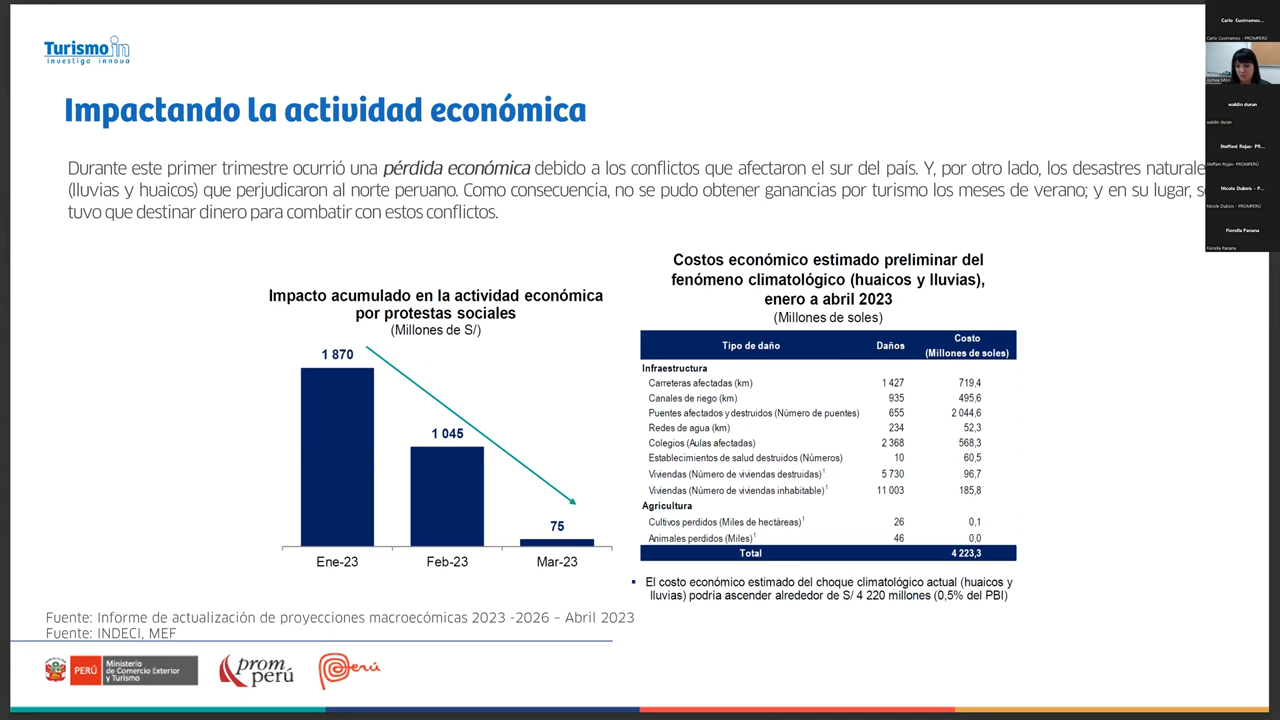 Turismo in
investiga innova
Impactando la actividad económica
Durante este primer trimestre ocurrió una pérdida económica debido a los conflictos que afectaron el sur del país. Y, por otro lado, los desastres naturale
(lluvias y huaicos) que perjudicaron al norte peruano. Como consecuencia, no se pudo obtener ganancias por turismo los meses de verano; y en su lugar, s
tuvo que destinar dinero para combatir con estos conflictos.
Impacto acumulado en la actividad económica
por protestas sociales
(Millones de S/)
1 870
1 045
75
Ene-23 Feb-23 Mar-23
Costos económico estimado preliminar del
fenómeno climatológico (huaicos y lluvias),
enero a abril 2023
(Millones de soles)
Tipo de daño Daños Costo
(Millones de soles)
Infraestructura
Carreteras afectadas (km) 1 427 719,4
Canales de riego (km) 935 495,6
Puentes afectados y destruidos (Número de puentes) 655 2 044,6
Redes de agua (km) 234 52,3
Colegios (Aulas afectadas) 2 368 568,3
Establecimientos de salud destruidos (Números) 10 60,5
Viviendas (Número de viviendas destruidas)1 5 730 96,7
Viviendas (Número de viviendas inhabitable)1 11 003 185,8
Agricultura
Cultivos perdidos (Miles de hectáreas)1 26 0,1
Animales perdidos (Miles)1 46 0,0
Total 4 223,3
▪ El costo económico estimado del choque climatológico actual (huaicos y
lluvias) podría ascender alrededor de S/ 4 220 millones (0,5% del PBI)
Fuente: Informe de actualización de proyecciones macroecómicas 2023 -2026 – Abril 2023
Fuente: INDECI, MEF
PERÚ
Ministerio
de Comercio Exterior
y Turismo
prom
perú
Perú
Carlo Cusirramos...
Carlo Cusirramos - PROMPERÚ
waldin duran
waldin duran
Steffani Rojas- PR...
Steffani Rojas- PROMPERÚ
Nicole Dubois - P...
Nicole Dubois - PROMPERÚ
Fiorella Panana
Fiorella Panana